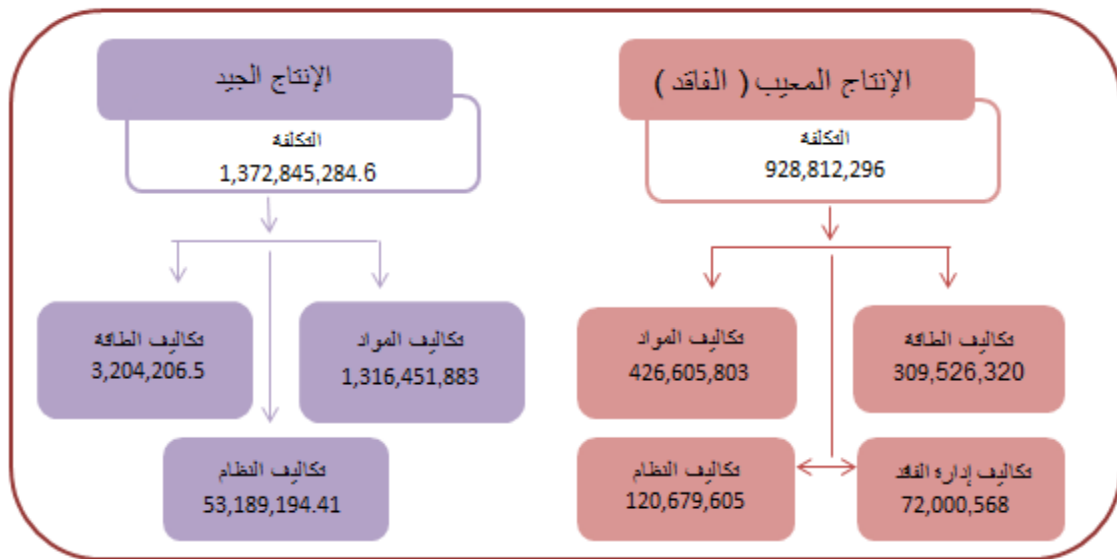 الإنتاج المعيب ( الفاقد )
التكلفة
928,812,296
تكاليف الطاقة
309,526,320
تكاليف المواد
426,605,803
تكاليف إدارة الفاقد
72,000,568
تكاليف النظام
120,679,605
الإنتاج الجيد
التكلفة
1,372,845,284.6
تكاليف المواد
1,316,451,883
تكاليف الطاقة
3,204,206.5
تكاليف النظام
53,189,194.41